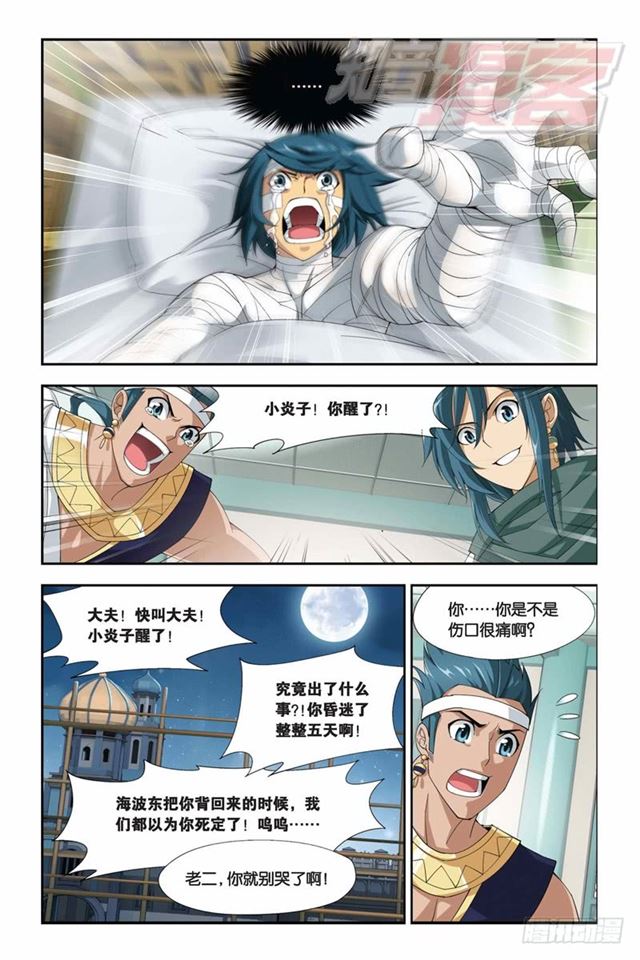 ……
知音漫客
小炎子！你醒了?!
大夫！快叫大夫！
小炎子醒了！
究竟出了什么
事?!你昏迷了
整整五天啊！
海波东把你背回来的时候，我
们都以为你死定了！呜呜……
老二，你就别哭了啊！
你……你是不是
伤口很痛啊？
腾讯动漫